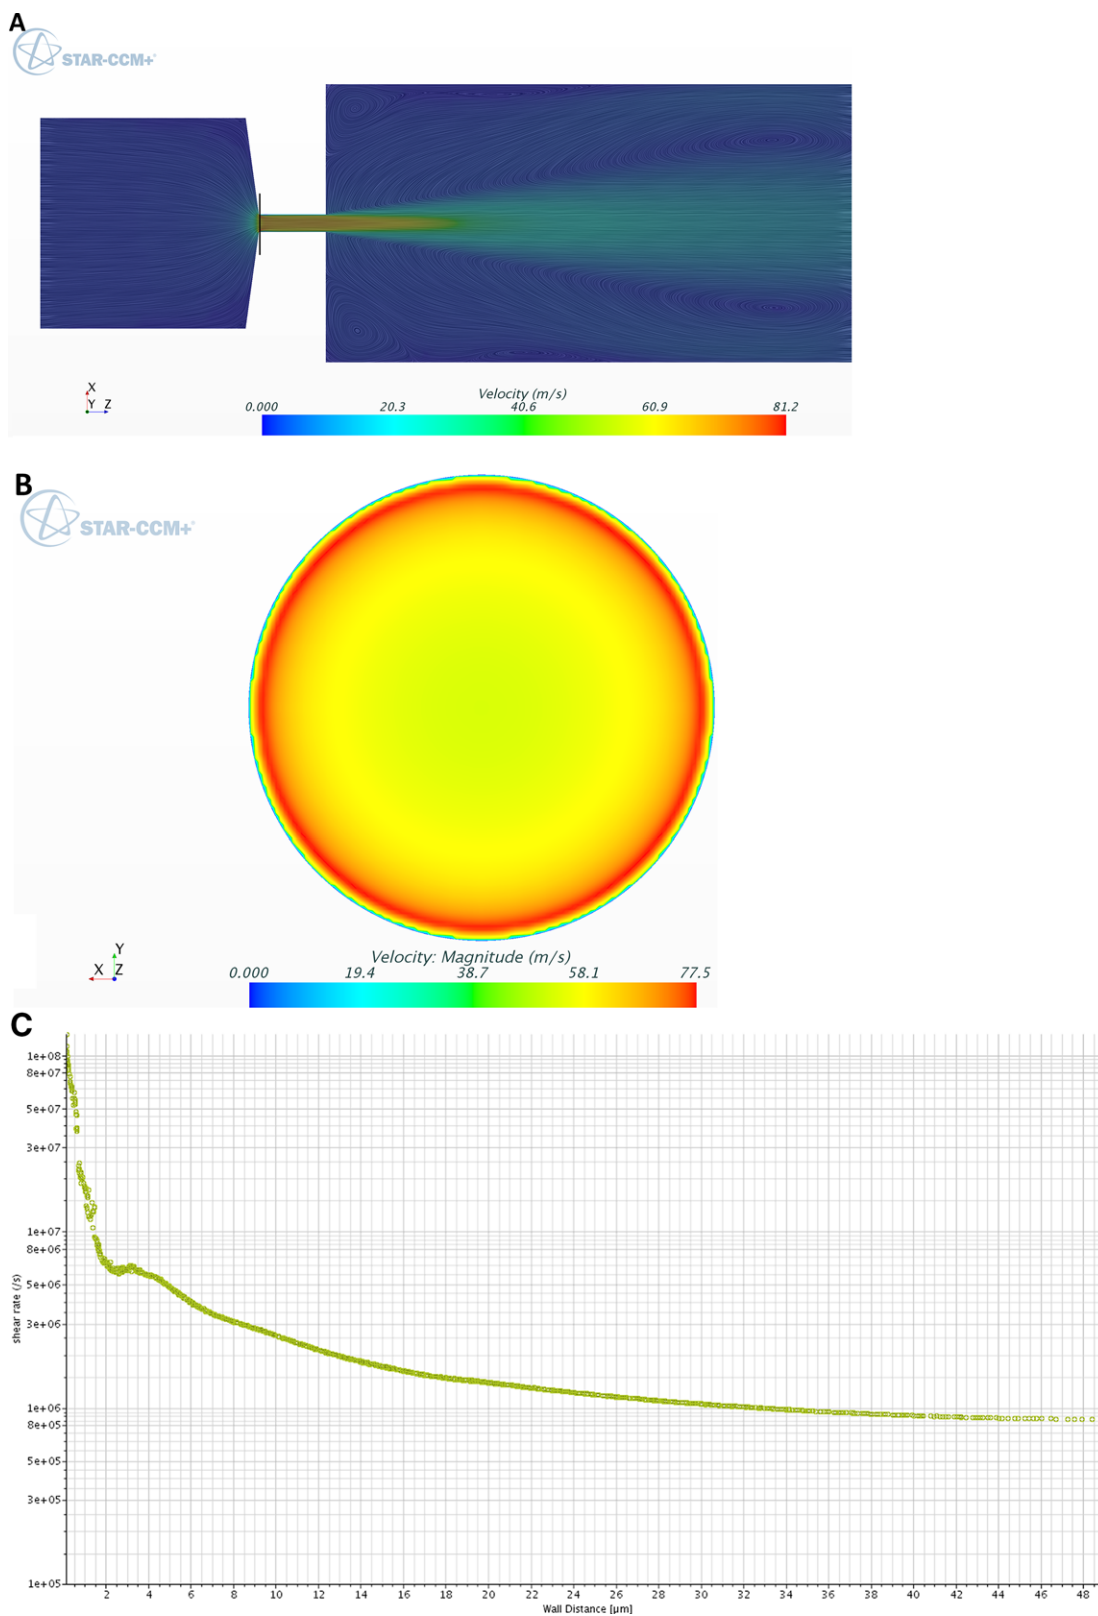 A
STAR-CCM+
X
Y Z
Velocity (m/s)
0.000 20.3 40.6 60.9 81.2
B
STAR-CCM+
Y
X Z
Velocity: Magnitude (m/s)
0.000 19.4 38.7 58.1 77.5
C
1e+08
8e+07
5e+07
3e+07
1e+07
8e+06
5e+06
3e+06
1e+06
8e+05
5e+05
3e+05
1e+05
shear rate (/s)
2 4 6 8 10 12 14 16 18 20 22 24 26 28 30 32 34 36 38 40 42 44 46 48
Wall Distance [μm]